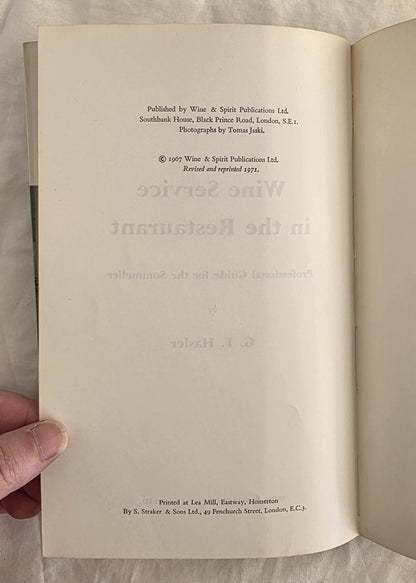 Published by Wine & Spirit Publications Ltd.
Southbank House, Black Prince Road, London, S.E.1.
Photographs by Tomas Jaski.
© 1967 Wine & Spirit Publications Ltd.
Revised and reprinted 1971.
Wine Service
in the Restaurant
Professional Guide for the Sommelier
by
G. F. Hasler
Printed at Lea Mill, Eastway, Homerton
By S. Straker & Sons Ltd., 49 Fenchurch Street, London, E.C.3.